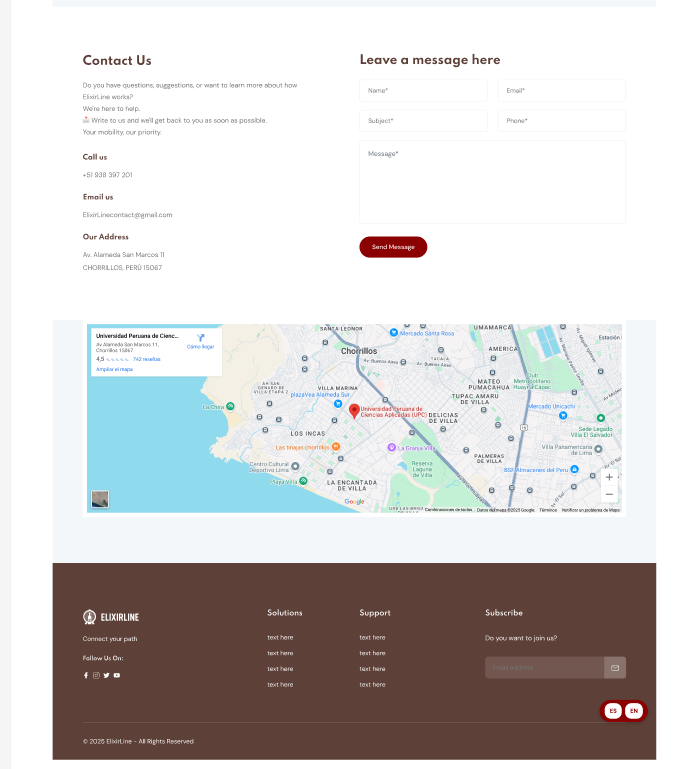 Contact Us
Do you have questions, suggestions, or want to learn more about how
ElixirLine works?
We're here to help.
Write to us and we'll get back to you as soon as possible.
Your mobility, our priority.
Call us
+51 938 397 201
Email us
ElixirLinecontact@gmail.com
Our Address
Av. Alameda San Marcos 11
CHORRILLOS, PERÚ 15067
Leave a message here
Name*
Email*
Subject*
Phone*
Message*
Send Message
Universidad Peruana de Cienc...
Av Alameda San Marcos 11,
Chorrillos 15067
4,5
742 reseñas
Ampliar el mapa
Cómo llegar
SANTA LEONOR
Mercado Santa Rosa
UMAMARCA
Estación
Chorrillos
AMERICA
Av. Buenos Aires
MATEO
PUMACAHUA
Club
Metropolitano
Huayna Capac
VILLA MARINA
plazaVea Alameda Sur
TUPAC AMARU
DE VILLA
La Chira
Universidad Peruana de
Ciencias Aplicadas (UPC)
DELICIAS
DE VILLA
Mercado Unicachi
LOS INCAS
Sede Legado
Villa El Salvador
Las tinajas chorrillos
La Granja Villa
Villa Panamericana
de Lima
PALMERAS
DE VILLA
Centro Cultural
Deportivo Lima
Reserva
Laguna
de Villa
BSF Almacenes del Peru
Playa Villa
LA ENCANTADA
DE VILLA
Google
Combinaciones de teclas
Datos del mapa ©2025 Google
Términos
Notificar un problema de Maps
ELIXIRLINE
Connect your path
Follow Us On:
Solutions
text here
text here
text here
text here
Support
text here
text here
text here
text here
Subscribe
Do you want to join us?
Email address
ES
EN
© 2025 ElixirLine - All Rights Reserved